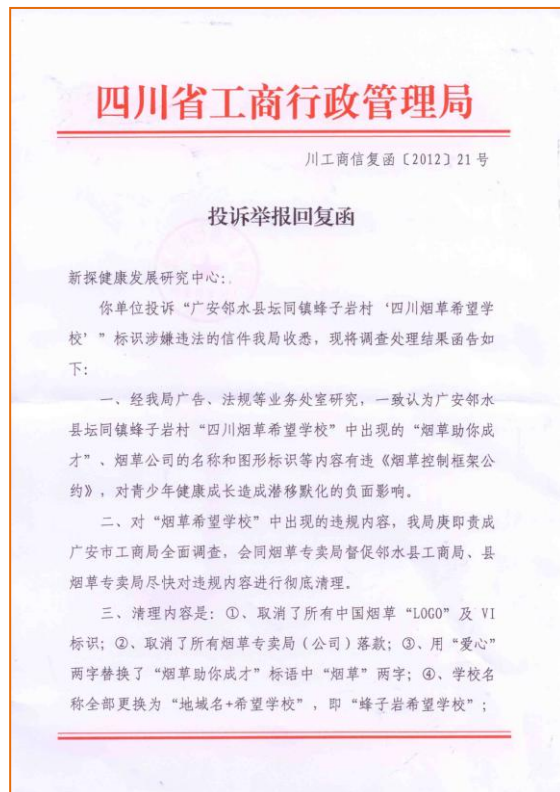 四川省工商行政管理局
川工商信复函〔2012〕21号
投诉举报回复函
新探健康发展研究中心:
你单位投诉“广安邻水县坛同镇蜂子岩村‘四川烟草希望学
校’”标识涉嫌违法的信件我局收悉，现将调查处理结果函告如
下：
一、经我局广告、法规等业务处室研究，一致认为广安邻水
县坛同镇蜂子岩村“四川烟草希望学校”中出现的“烟草助你成
才”、烟草公司的名称和图形标识等内容有违《烟草控制框架公
约》，对青少年健康成长造成潜移默化的负面影响。
二、对“烟草希望学校”中出现的违规内容，我局庚即责成
广安市工商局全面调查，会同烟草专卖局督促邻水县工商局、县
烟草专卖局尽快对违规内容进行彻底清理。
三、清理内容是：①、取消了所有中国烟草“LOGO”及 VI
标识；②、取消了所有烟草专卖局（公司）落款；③、用“爱心”
两字替换了“烟草助你成才”标语中“烟草”两字；④、学校名
称全部更换为“地域名+希望学校”，即“蜂子岩希望学校”；